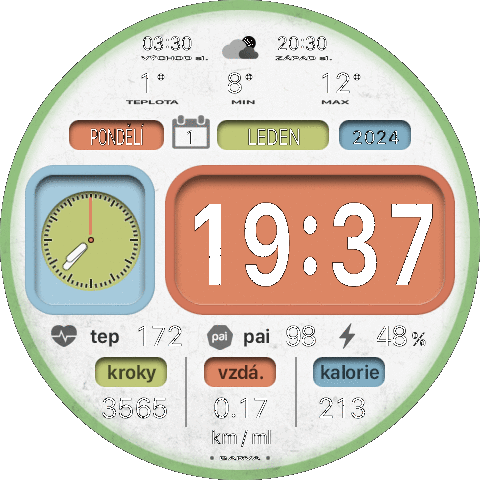 03:30 20:30
VÝCHOD sl. ZÁPAD sl.
1° 8° 12°
TEPLOTA MIN MAX
PONDĚLÍ 1 LEDEN 2024
19:37
tep 172 pai pai 98 48%
kroky vzdá. kalorie
3565 0.17 213
km / ml
• BARVA •